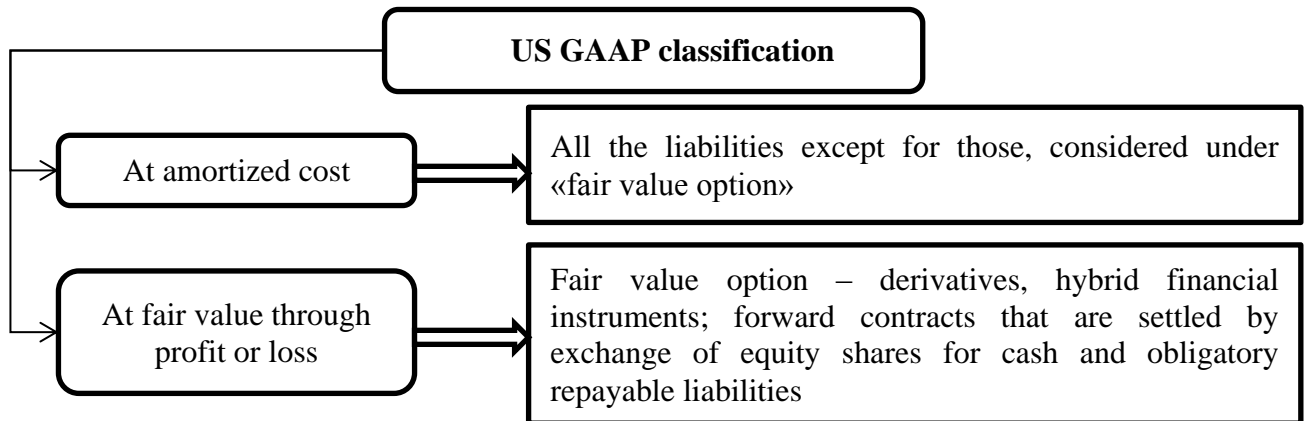 US GAAP classification
At amortized cost
All the liabilities except for those, considered under
«fair value option»
At fair value through
profit or loss
Fair value option – derivatives, hybrid financial
instruments; forward contracts that are settled by
exchange of equity shares for cash and obligatory
repayable liabilities